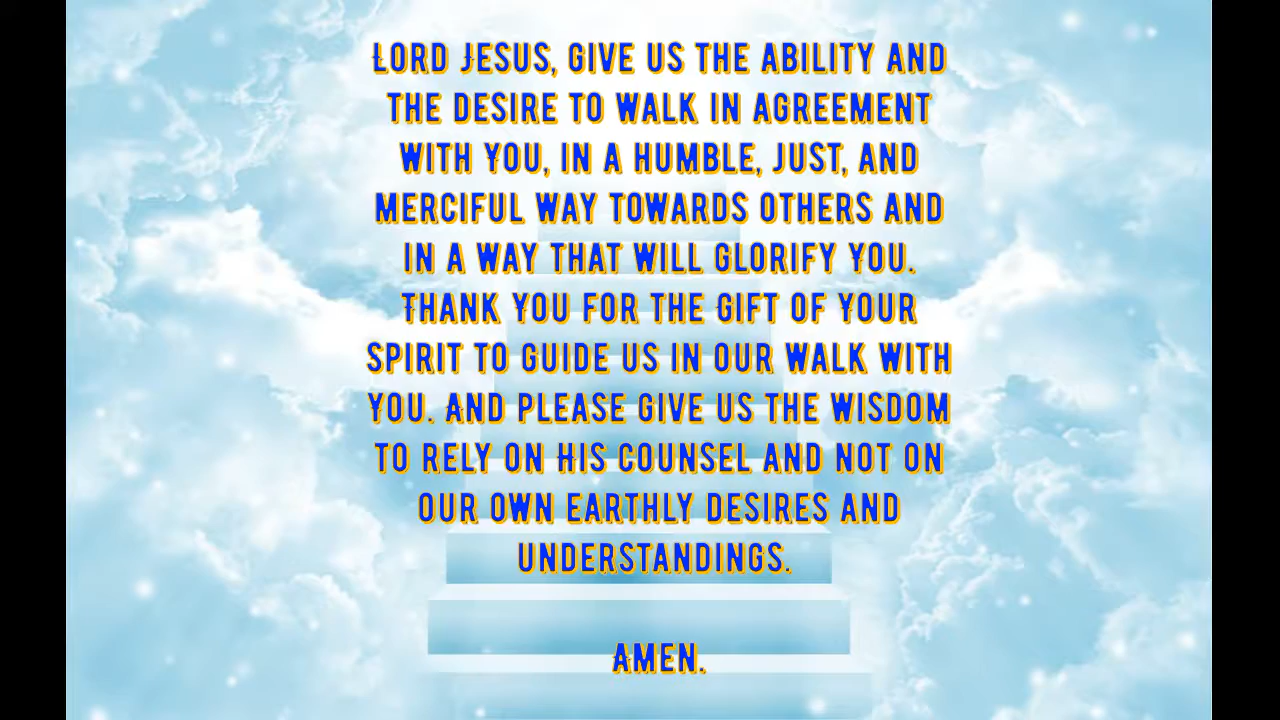 Lord Jesus, give us the ability and
the desire to walk in agreement
with You, in a humble, just, and
merciful way towards others and
in a way that will glorify You.
Thank You for the Gift of Your
Spirit to guide us in our walk with
You. And please give us the wisdom
to rely on His counsel and not on
our own earthly desires and
understandings.
Amen.